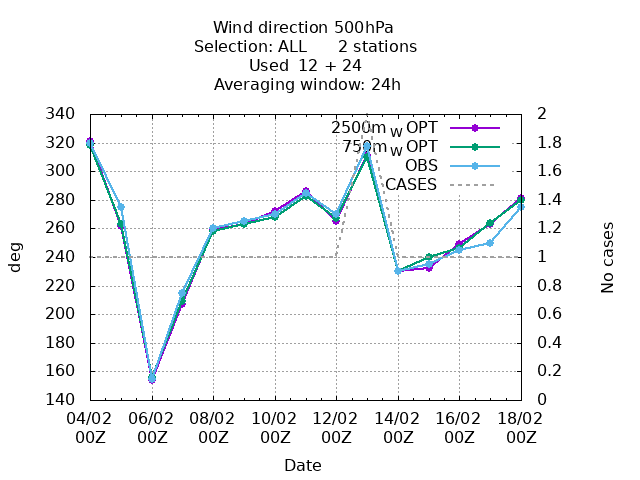 Wind direction 500hPa
Selection: ALL 2 stations
Used 12 + 24
Averaging window: 24h
340 2
320 1.8
300 1.6
280 1.4
260 1.2
240 1
220 0.8
200 0.6
180 0.4
160 0.2
140 0
2500m w OPT
750m w OPT
OBS
CASES
deg
No cases
04/02 06/02 08/02 10/02 12/02 14/02 16/02 18/02
00Z 00Z 00Z 00Z 00Z 00Z 00Z 00Z
Date